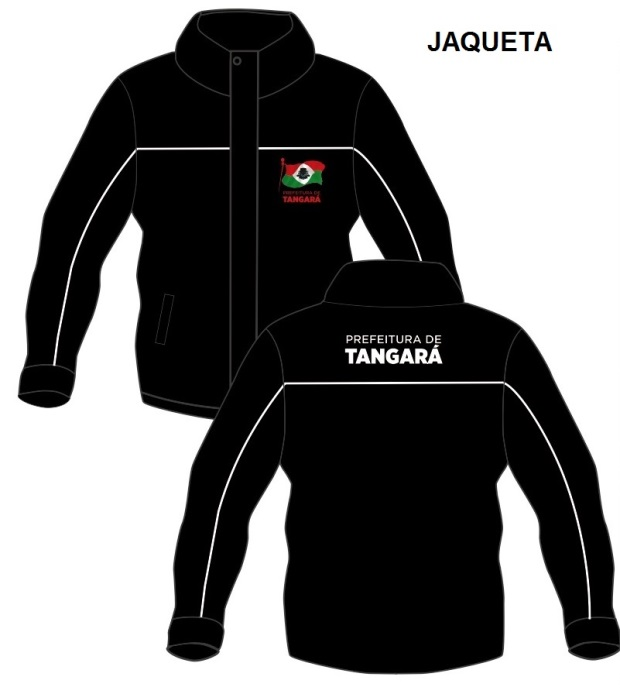 JAQUETA
PREFEITURA DE
TANGARÁ
PREFEITURA DE
TANGARÁ